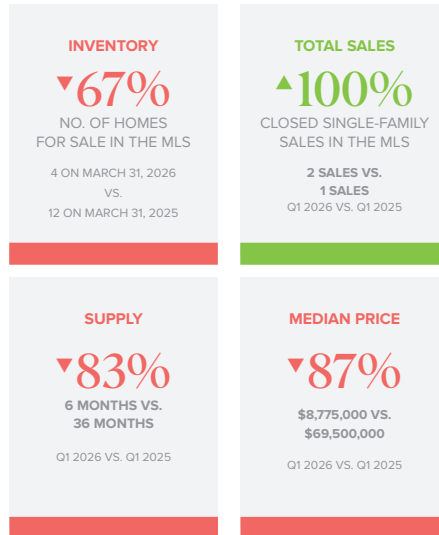 INVENTORY
▼67%
NO. OF HOMES
FOR SALE IN THE MLS
4 ON MARCH 31, 2026
VS.
12 ON MARCH 31, 2025
TOTAL SALES
▲100%
CLOSED SINGLE-FAMILY
SALES IN THE MLS
2 SALES VS.
1 SALES
Q1 2026 VS. Q1 2025
SUPPLY
▼83%
6 MONTHS VS.
36 MONTHS
Q1 2026 VS. Q1 2025
MEDIAN PRICE
▼87%
$8,775,000 VS.
$69,500,000
Q1 2026 VS. Q1 2025